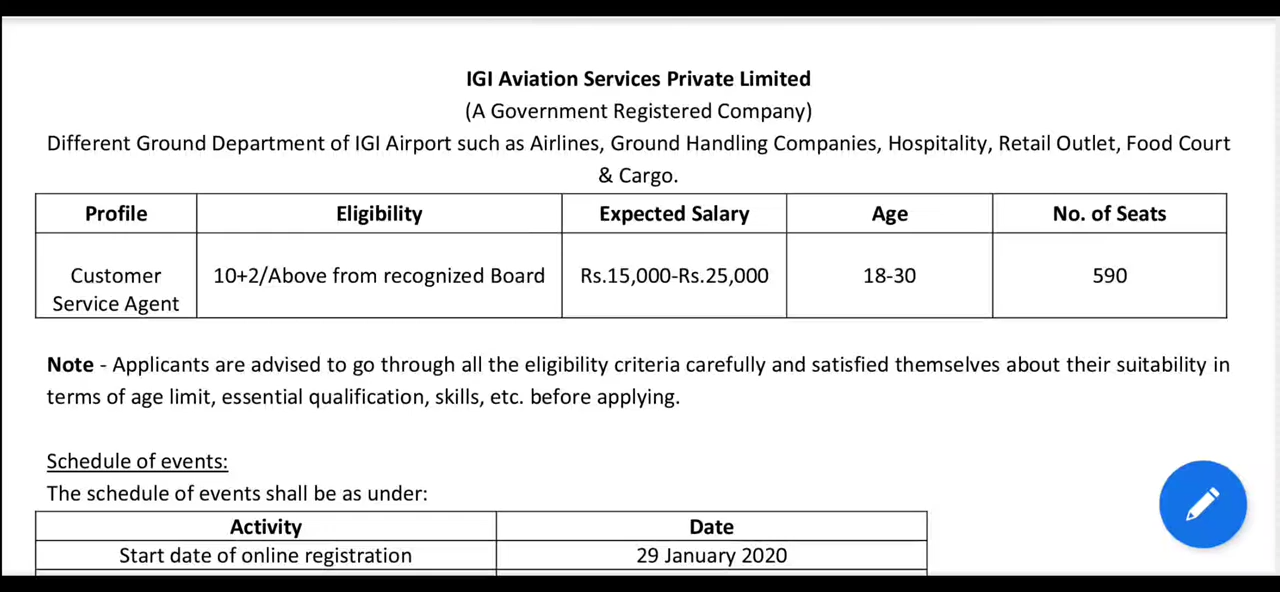 IGI Aviation Services Private Limited
(A Government Registered Company)
Different Ground Department of IGI Airport such as Airlines, Ground Handling Companies, Hospitality, Retail Outlet, Food Court
& Cargo.
Profile Eligibility Expected Salary Age No. of Seats
Customer
Service Agent 10+2/Above from recognized Board Rs.15,000-Rs.25,000 18-30 590
Note - Applicants are advised to go through all the eligibility criteria carefully and satisfied themselves about their suitability in
terms of age limit, essential qualification, skills, etc. before applying.
Schedule of events:
The schedule of events shall be as under:
Activity Date
Start date of online registration 29 January 2020